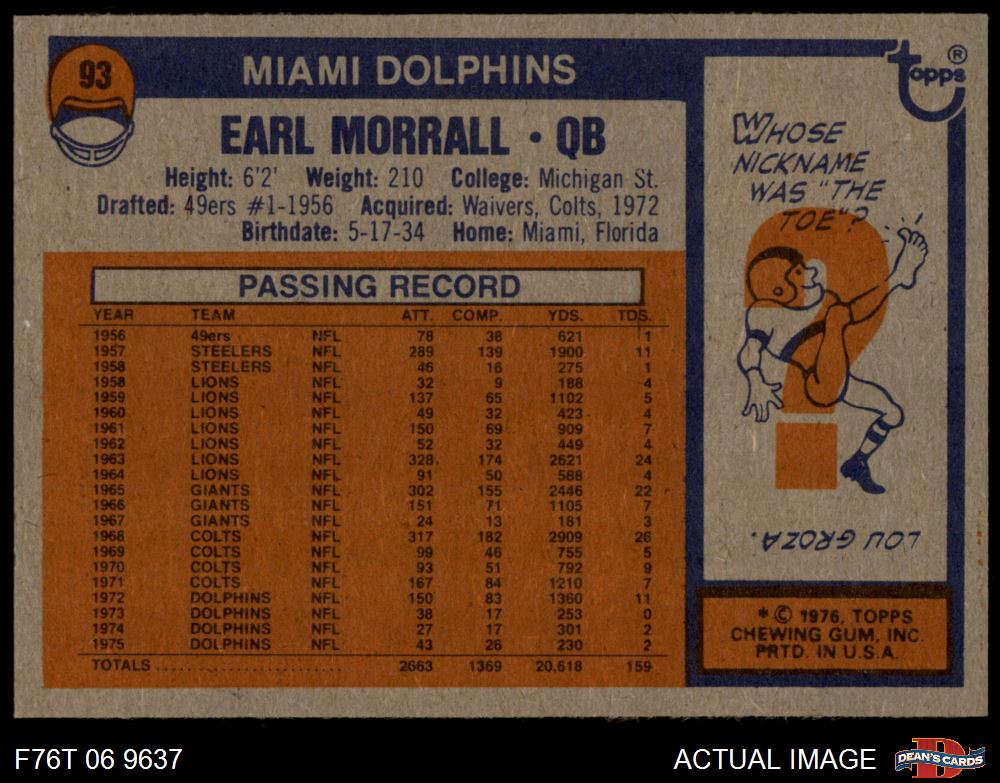 93
MIAMI DOLPHINS
EARL MORRALL • QB
Height: 6'2' Weight: 210 College: Michigan St.
Drafted: 49ers #1-1956 Acquired: Waivers, Colts, 1972
Birthdate: 5-17-34 Home: Miami, Florida
PASSING RECORD
YEAR TEAM ATT. COMP. YDS. TDS.
1956 49ers NFL 78 38 621 1
1957 STEELERS NFL 289 139 1900 11
1958 STEELERS NFL 46 16 275 1
1958 LIONS NFL 32 9 188 4
1959 LIONS NFL 137 65 1102 5
1960 LIONS NFL 49 32 423 4
1961 LIONS NFL 150 69 909 7
1962 LIONS NFL 52 32 449 4
1963 LIONS NFL 328 174 2621 24
1964 LIONS NFL 91 50 588 4
1965 GIANTS NFL 302 155 2446 22
1966 GIANTS NFL 151 71 1105 7
1967 GIANTS NFL 24 13 181 3
1968 COLTS NFL 317 182 2909 26
1969 COLTS NFL 99 46 755 5
1970 COLTS NFL 93 51 792 9
1971 COLTS NFL 167 84 1210 7
1972 DOLPHINS NFL 150 83 1360 11
1973 DOLPHINS NFL 38 17 253 0
1974 DOLPHINS NFL 27 17 301 2
1975 DOLPHINS NFL 43 26 230 2
TOTALS 2663 1369 20,618 159
topps ®
WHOSE
NICKNAME
WAS "THE
TOE"?
LOU GROZA.
* © 1976, TOPPS
CHEWING GUM, INC.
PRTD. IN U.S.A.
F76T 06 9637
ACTUAL IMAGE
D
DEAN'S CARDS